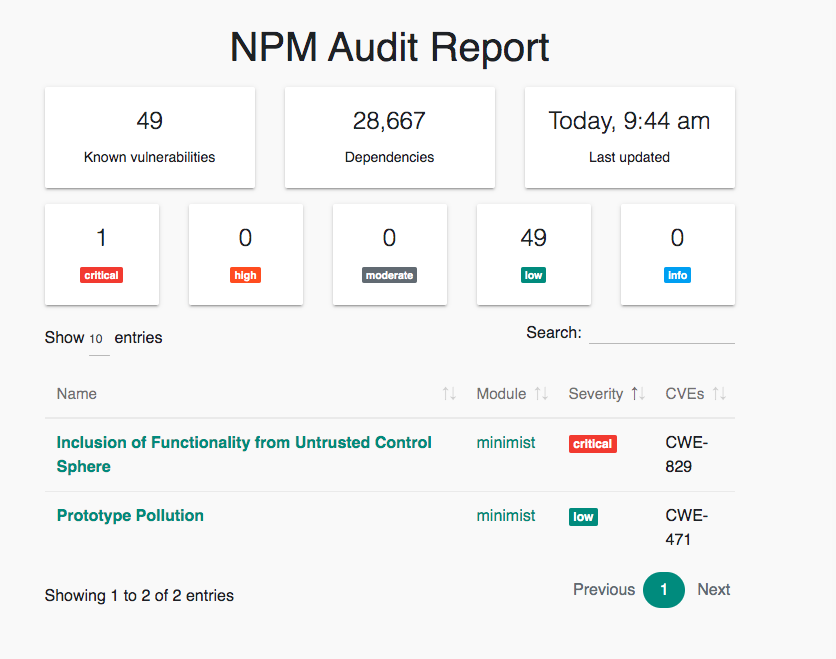 NPM Audit Report
49
Known vulnerabilities
28,667
Dependencies
Today, 9:44 am
Last updated
1
critical
0
high
0
moderate
49
low
0
info
Show 10 entries
Search:
Name Module Severity CVEs
Inclusion of Functionality from Untrusted Control
Sphere
minimist
critical
CWE-
829
Prototype Pollution
minimist
low
CWE-
471
Showing 1 to 2 of 2 entries
Previous 1 Next